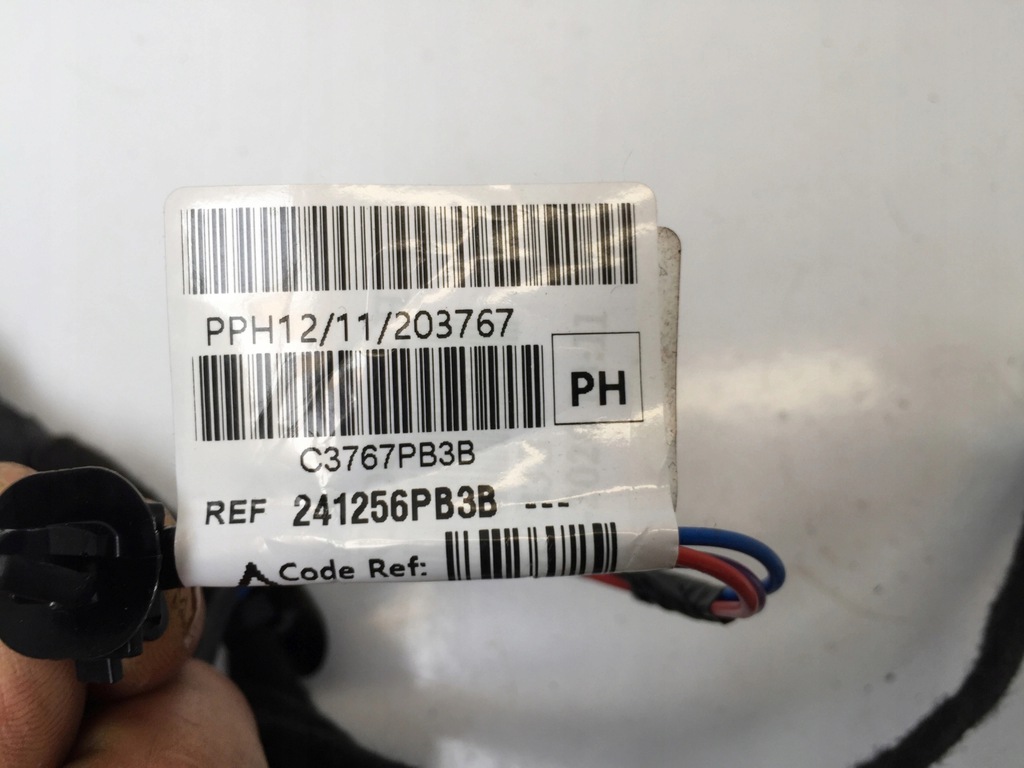 PPH12/11/203767
PH
C3767PB3B
REF 241256PB3B ---
Code Ref: